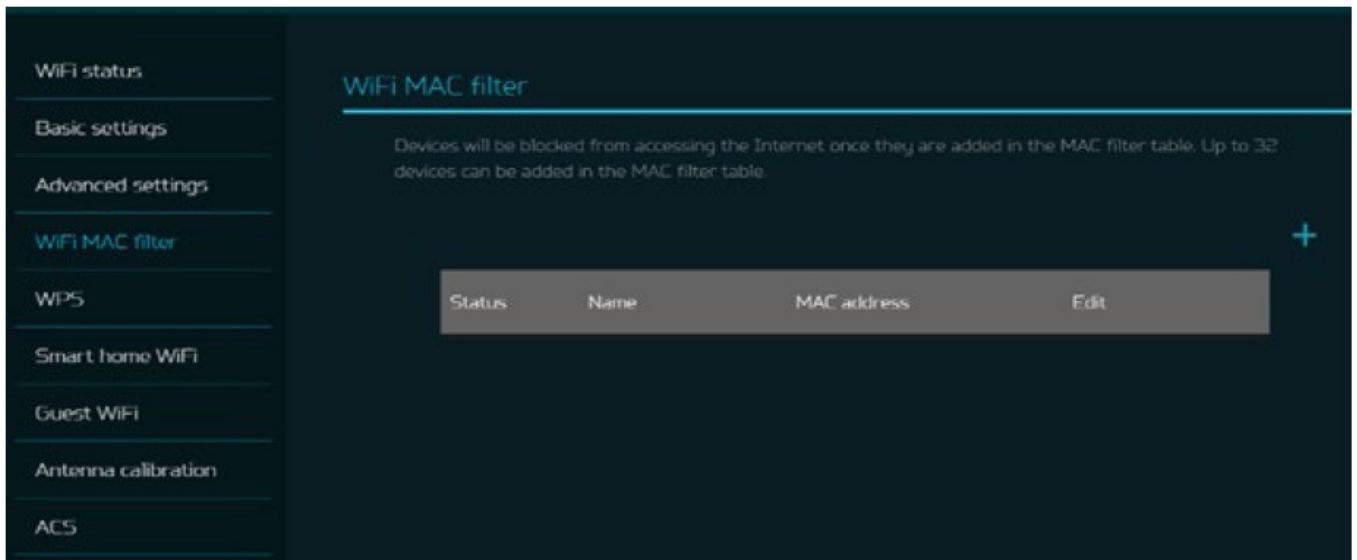 WiFi status
Basic settings
Advanced settings
WiFi MAC filter
WPS
Smart home WiFi
Guest WiFi
Antenna calibration
ACS
WiFi MAC filter
Devices will be blocked from accessing the Internet once they are added in the MAC filter table. Up to 32
devices can be added in the MAC filter table.
+
Status Name MAC address Edit